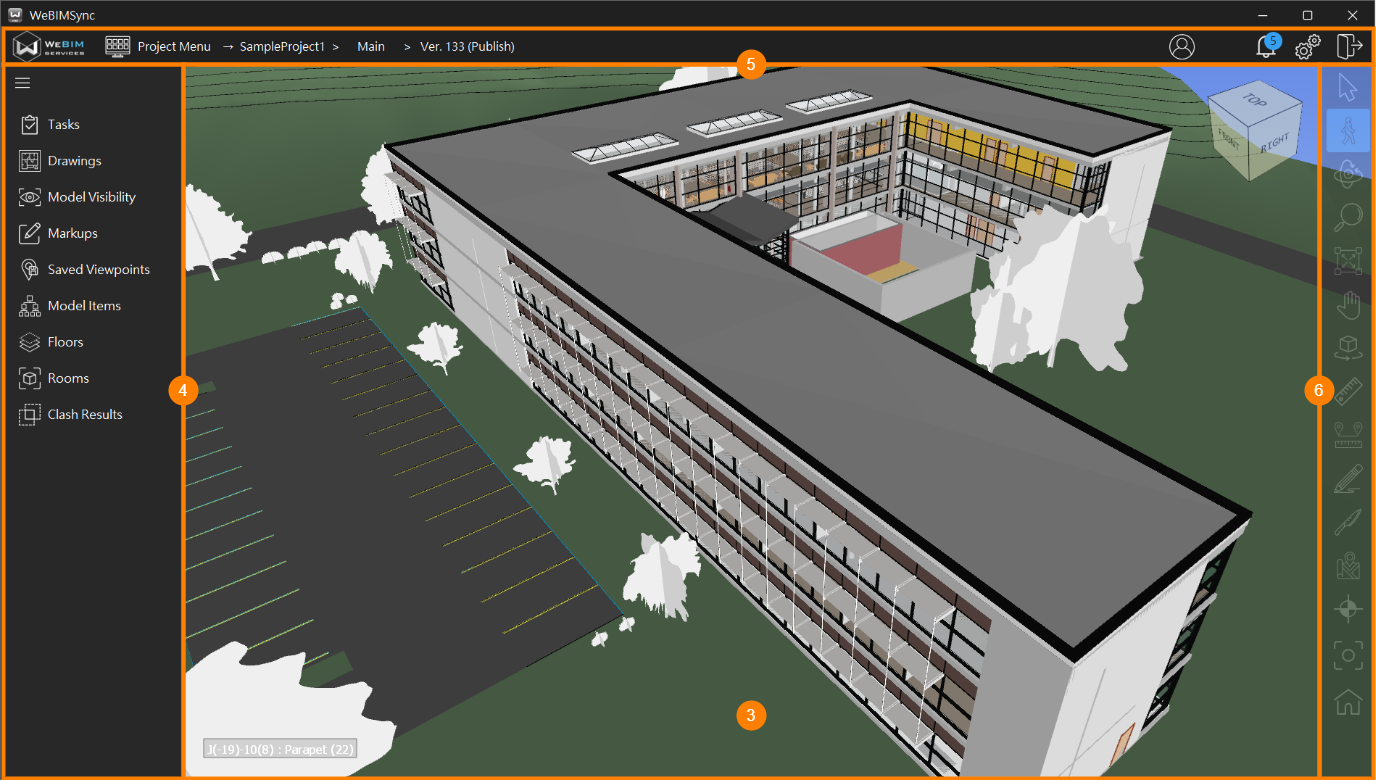 WeBIMSync
WEBIM
SERVICES
Project Menu → SampleProject1 > Main > Ver. 133 (Publish)
5
5
Tasks
Drawings
Model Visibility
Markups
Saved Viewpoints
Model Items
Floors
Rooms
Clash Results
TOP
FRONT
RIGHT
4
6
3
J(-19)-10(8) : Parapet (22)